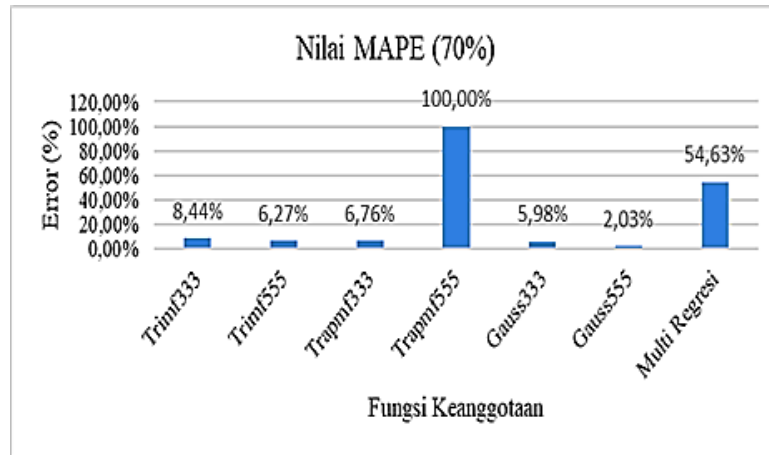 Nilai MAPE (70%)
Error (%)
120,00%
100,00%
80,00%
60,00%
40,00%
20,00%
0,00%
8,44%
6,27%
6,76%
100,00%
5,98%
2,03%
54,63%
Trimf333
Trimf555
Trapmf333
Trapmf555
Gauss333
Gauss555
Multi Regresi
Fungsi Keanggotaan